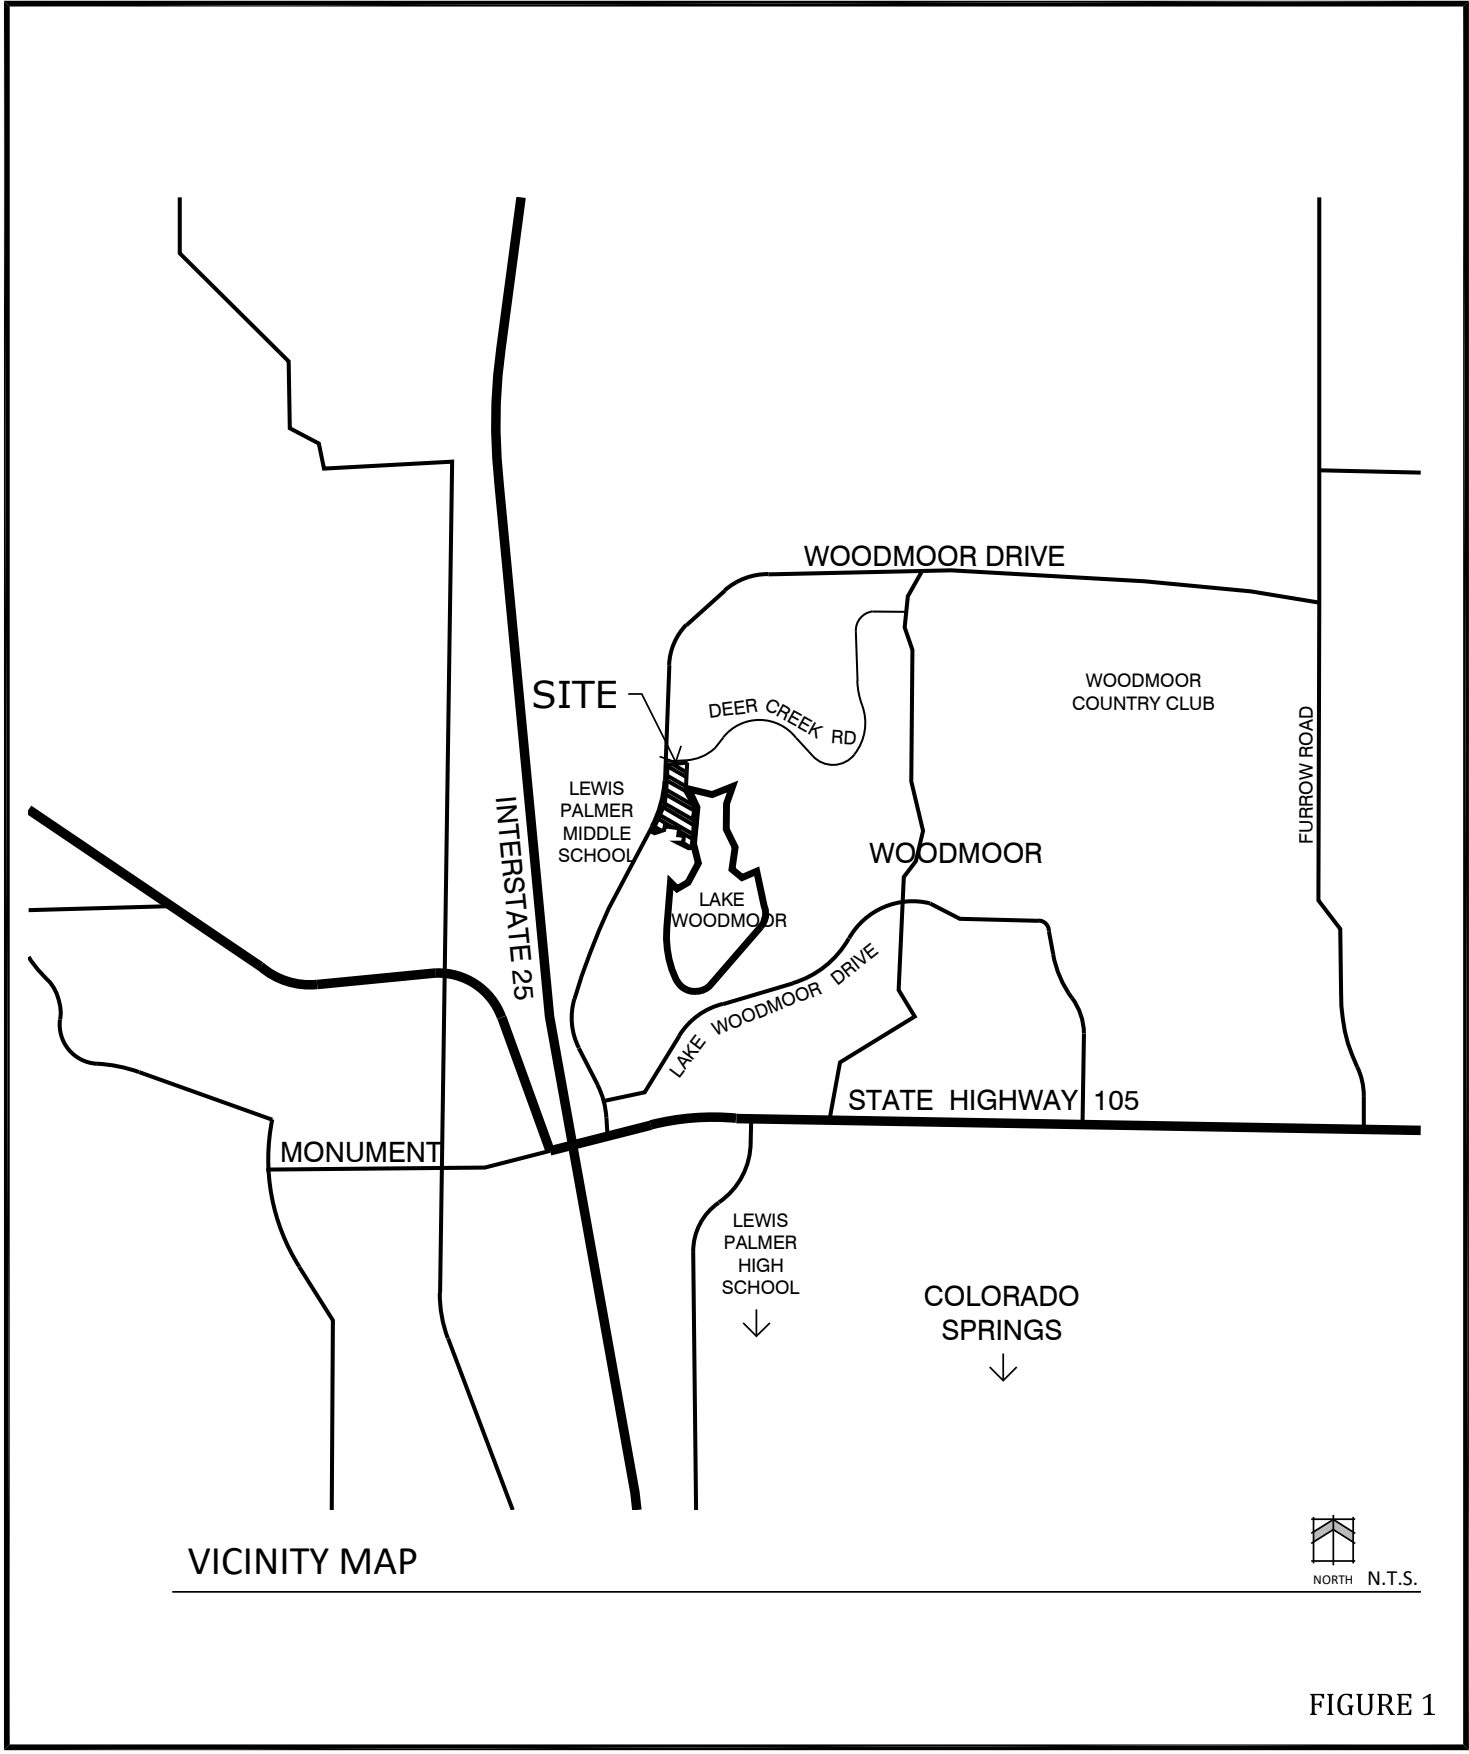 WOODMOOR DRIVE
SITE
DEER CREEK RD
WOODMOOR
COUNTRY CLUB
FURROW ROAD
LEWIS
PALMER
MIDDLE
SCHOOL
INTERSTATE 25
WOODMOOR
LAKE
WOODMOOR
LAKE WOODMOOR DRIVE
STATE HIGHWAY 105
MONUMENT
LEWIS
PALMER
HIGH
SCHOOL
COLORADO
SPRINGS
VICINITY MAP
NORTH N.T.S.
FIGURE 1